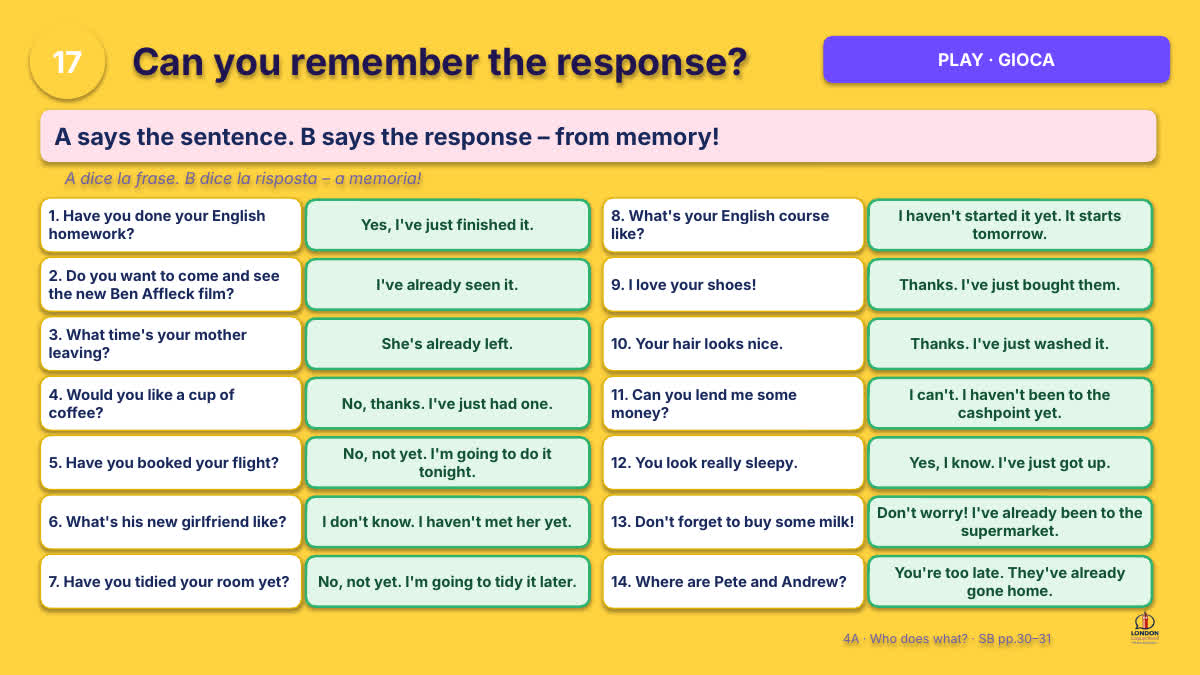 17
Can you remember the response?
PLAY · GIOCA
A says the sentence. B says the response – from memory!
A dice la frase. B dice la risposta – a memoria!
1. Have you done your English
homework?
Yes, I've just finished it.
2. Do you want to come and see
the new Ben Affleck film?
I've already seen it.
3. What time's your mother
leaving?
She's already left.
4. Would you like a cup of
coffee?
No, thanks. I've just had one.
5. Have you booked your flight?
No, not yet. I'm going to do it
tonight.
6. What's his new girlfriend like?
I don't know. I haven't met her yet.
7. Have you tidied your room yet?
No, not yet. I'm going to tidy it later.
8. What's your English course
like?
I haven't started it yet. It starts
tomorrow.
9. I love your shoes!
Thanks. I've just bought them.
10. Your hair looks nice.
Thanks. I've just washed it.
11. Can you lend me some
money?
I can't. I haven't been to the
cashpoint yet.
12. You look really sleepy.
Yes, I know. I've just got up.
13. Don't forget to buy some milk!
Don't worry! I've already been to the
supermarket.
14. Where are Pete and Andrew?
You're too late. They've already
gone home.
4A · Who does what? · SB pp.30–31
LONDON